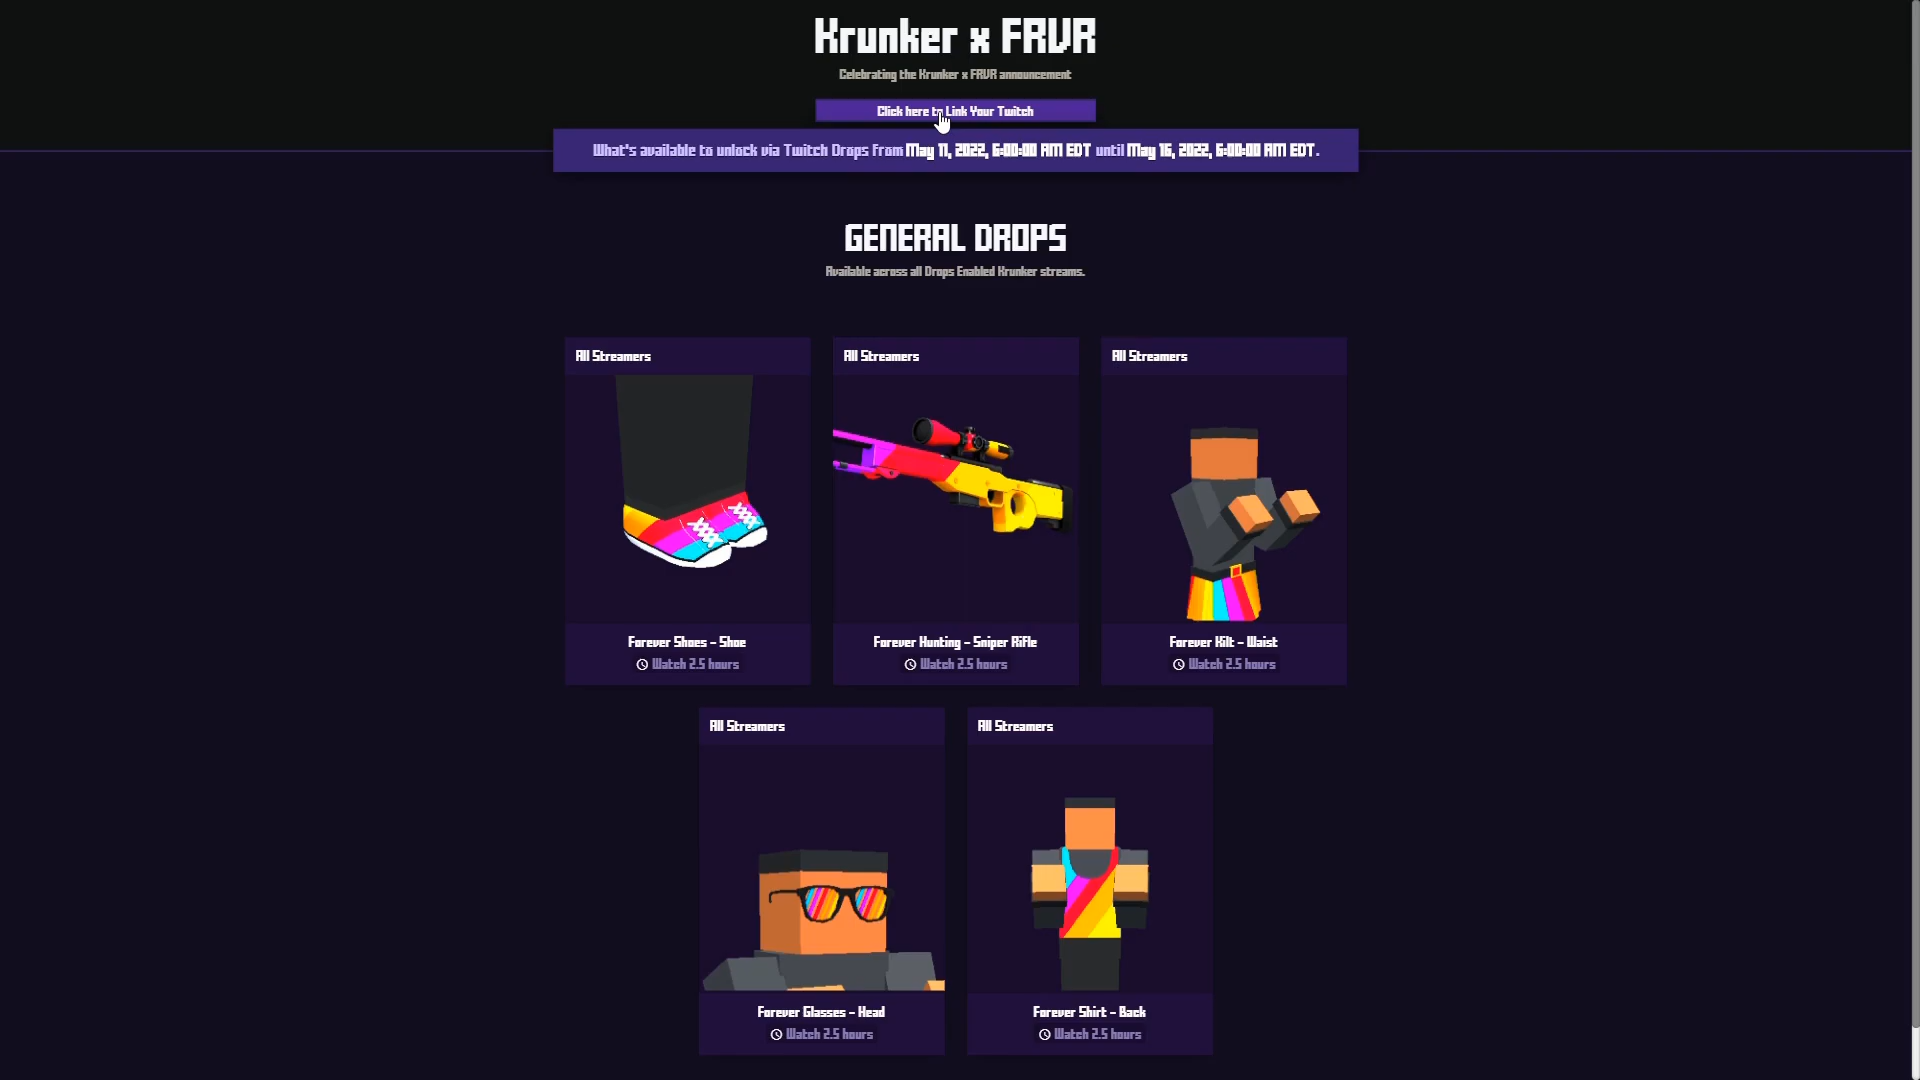 Krunker x FRVR
Celebrating the Krunker x FRVR announcement
Click here to Link Your Twitch
What's available to unlock via Twitch Drops from May 11, 2022, 6:00:00 AM EDT until May 16, 2022, 6:00:00 AM EDT.
GENERAL DROPS
Available across all Drops Enabled Krunker streams.
All Streamers
All Streamers
All Streamers
Forever Shoes - Shoe
Forever Hunting - Sniper Rifle
Forever Kilt - Waist
Watch 2.5 hours
Watch 2.5 hours
Watch 2.5 hours
All Streamers
All Streamers
Forever Glasses - Head
Forever Shirt - Back
Watch 2.5 hours
Watch 2.5 hours